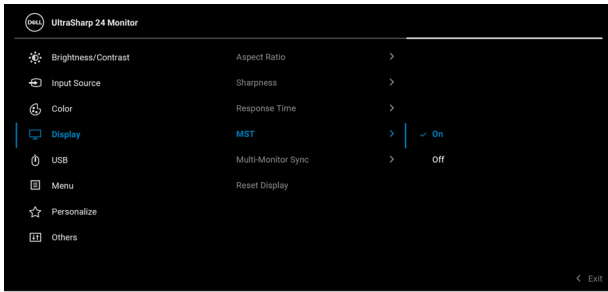 DELL UltraSharp 24 Monitor
Brightness/Contrast Aspect Ratio
Input Source Sharpness
Color Response Time
Display MST On
USB Multi-Monitor Sync Off
Menu Reset Display
Personalize
Others
Exit